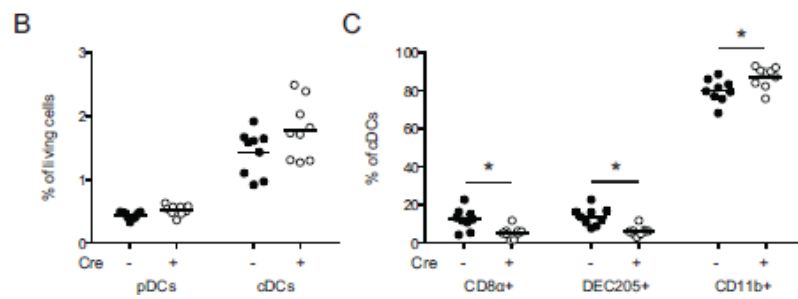 B
% of living cells
3
2
1
0
Cre - + - +
pDCs cDCs
C
% of cDCs
100
80
60
40
20
0
* * *
- + - + - +
Cre
CD8α+ DEC205+ CD11b+